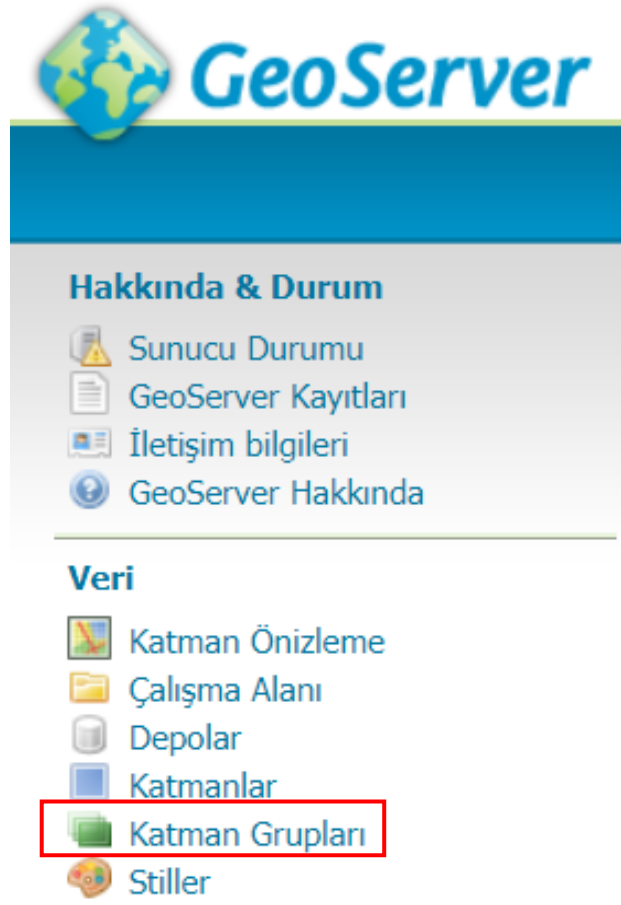 GeoServer
Hakkında & Durum
Sunucu Durumu
GeoServer Kayıtları
İletişim bilgileri
GeoServer Hakkında
Veri
Katman Önizleme
Çalışma Alanı
Depolar
Katmanlar
Katman Grupları
Stiller